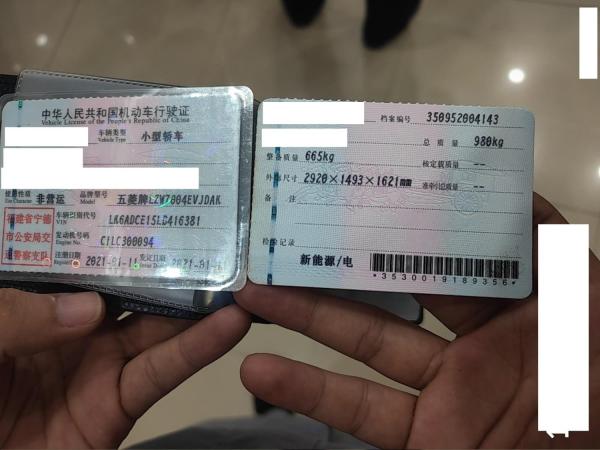 中华人民共和国机动车行驶证
Vehicle License of the People's Republic of China
车辆类型 小型轿车
Vehicle Type
使用性质 非营运 品牌型号 五菱牌LZW7004EVJDAK
Use Character Model
车辆识别代号 LK6ADCE15LD416381
VIN
发动机号码 C1LC300094
Engine No.
注册日期 2021-01-11 发证日期 2021-01
福建省宁德
市公安局交
通警察支队
档案编号 350952004143
总质量 980kg
整备质量 665kg 核定载质量 --
外廓尺寸 2920×1493×1621mm 准牵引总质量 --
备注
检验记录
新能源/电
*3530019189356*